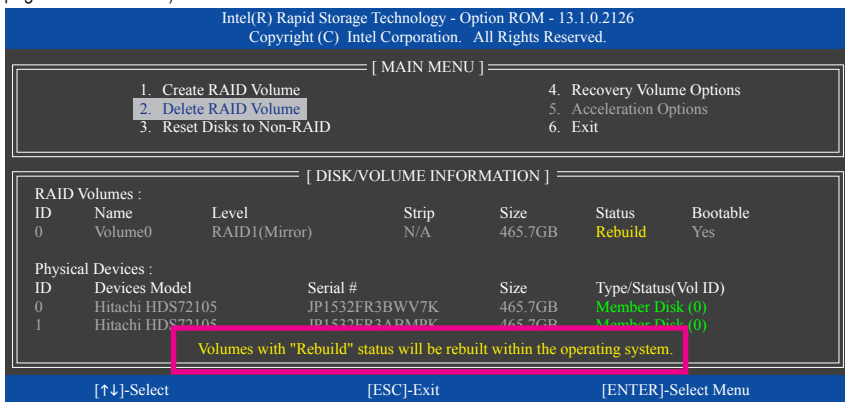 Intel(R) Rapid Storage Technology - Option ROM - 13.1.0.2126
Copyright (C) Intel Corporation. All Rights Reserved.
[ MAIN MENU ]
1. Create RAID Volume 4. Recovery Volume Options
2. Delete RAID Volume 5. Acceleration Options
3. Reset Disks to Non-RAID 6. Exit
[ DISK/VOLUME INFORMATION ]
RAID Volumes :
ID Name Level Strip Size Status Bootable
0 Volume0 RAID1(Mirror) N/A 465.7GB Rebuild Yes
Physical Devices :
ID Devices Model Serial # Size Type/Status(Vol ID)
0 Hitachi HDS72105 JP1532FR3BWV7K 465.7GB Member Disk (0)
1 Hitachi HDS72105 JP1532FR3ABMPK 465.7GB Member Disk (0)
Volumes with "Rebuild" status will be rebuilt within the operating system.
[↑↓]-Select [ESC]-Exit [ENTER]-Select Menu